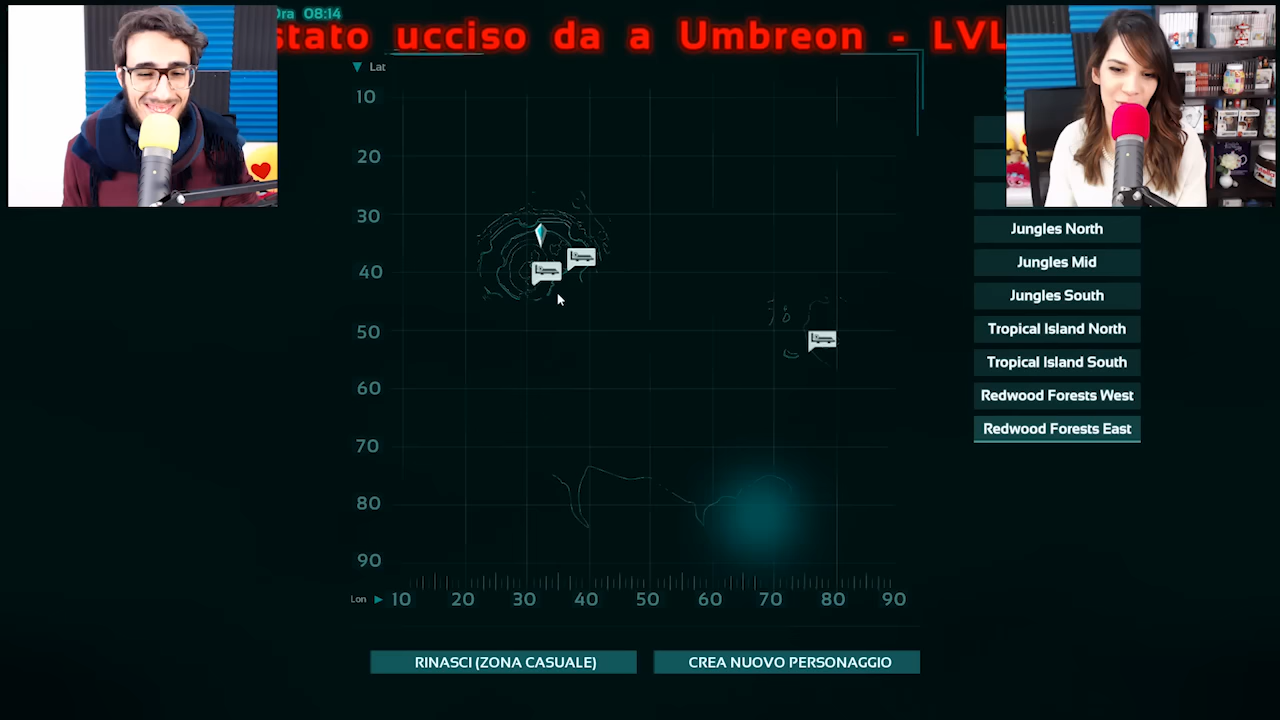 Ora 08:14
stato ucciso da a Umbreon - LVL
Lat
10
20
30
40
50
60
70
80
90
Lon 10 20 30 40 50 60 70 80 90
Jungles North
Jungles Mid
Jungles South
Tropical Island North
Tropical Island South
Redwood Forests West
Redwood Forests East
RINASCI (ZONA CASUALE)
CREA NUOVO PERSONAGGIO